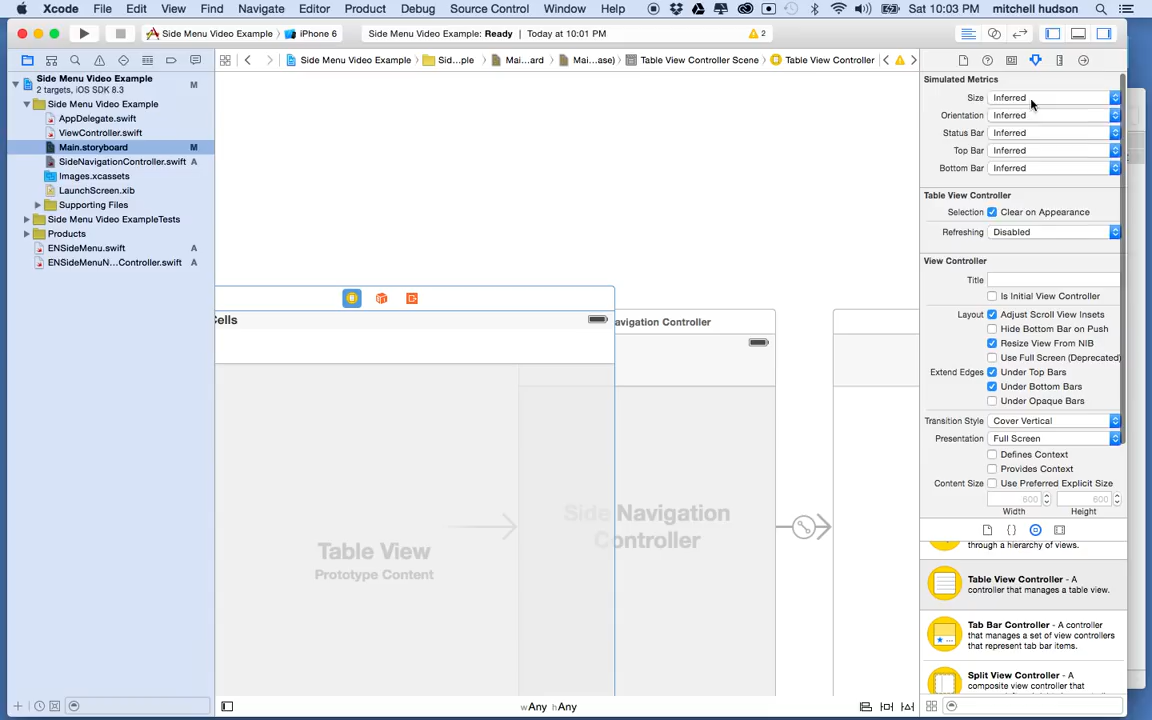 Xcode File Edit View Find Navigate Editor Product Debug Source Control Window Help Sat 10:03 PM mitchell hudson
Side Menu Video Example iPhone 6 Side Menu Video Example: Ready Today at 10:01 PM 2
Side Menu Video Example Sid...ple Mai...ard Mai...ase) Table View Controller Scene Table View Controller
Side Menu Video Example M
2 targets, iOS SDK 8.3
Side Menu Video Example
AppDelegate.swift
ViewController.swift
Main.storyboard M
SideNavigationController.swift A
Images.xcassets
LaunchScreen.xib
Supporting Files
Side Menu Video ExampleTests
Products
ENSideMenu.swift A
ENSideMenuN...Controller.swift A
Cells
avigation Controller
Table View
Prototype Content
Side Navigation
Controller
wAny hAny
Simulated Metrics
Size Inferred
Orientation Inferred
Status Bar Inferred
Top Bar Inferred
Bottom Bar Inferred
Table View Controller
Selection Clear on Appearance
Refreshing Disabled
View Controller
Title
Is Initial View Controller
Layout Adjust Scroll View Insets
Hide Bottom Bar on Push
Resize View From NIB
Use Full Screen (Deprecated)
Extend Edges Under Top Bars
Under Bottom Bars
Under Opaque Bars
Transition Style Cover Vertical
Presentation Full Screen
Defines Context
Provides Context
Content Size Use Preferred Explicit Size
600 600
Width Height
through a hierarchy of views.
Table View Controller - A
controller that manages a table view.
Tab Bar Controller - A controller
that manages a set of view controllers
that represent tab bar items.
Split View Controller - A
composite view controller that